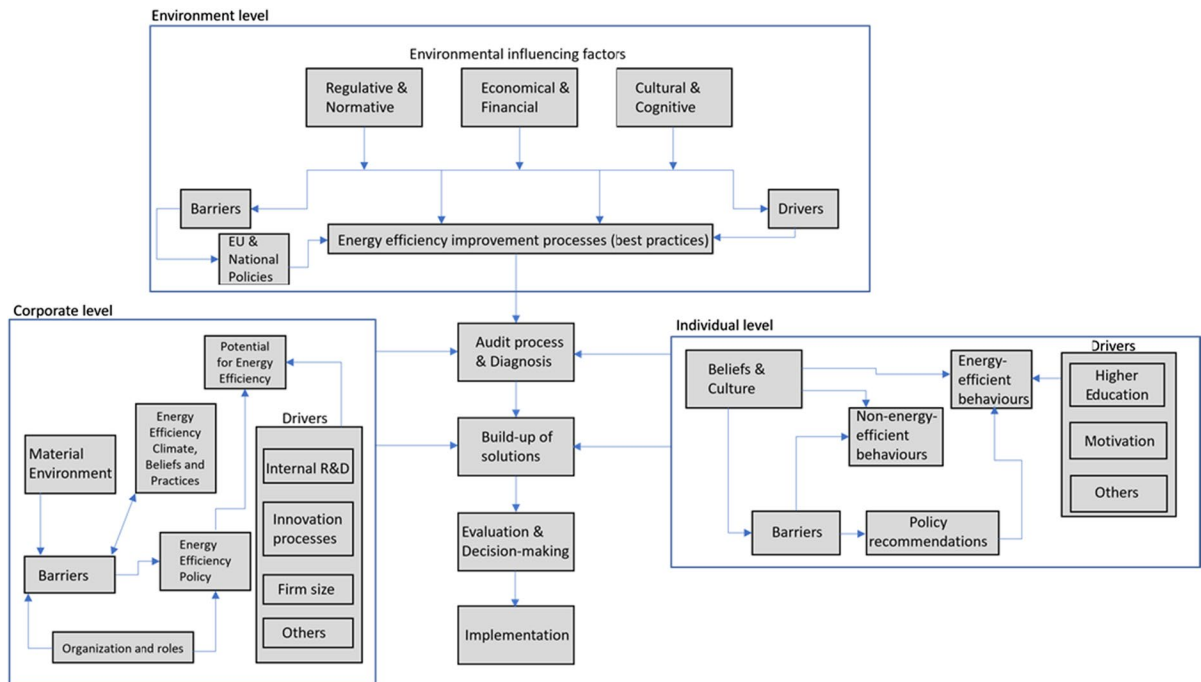 Environment level
Environmental influencing factors
Regulative &
Normative
Economical &
Financial
Cultural &
Cognitive
Barriers
Drivers
EU &
National
Policies
Energy efficiency improvement processes (best practices)
Corporate level
Potential
for Energy
Efficiency
Energy
Efficiency
Climate,
Beliefs and
Practices
Material
Environment
Drivers
Internal R&D
Innovation
processes
Firm size
Others
Barriers
Energy
Efficiency
Policy
Organization and roles
Audit process
& Diagnosis
Build-up of
solutions
Evaluation &
Decision-making
Implementation
Individual level
Beliefs &
Culture
Energy-
efficient
behaviours
Non-energy-
efficient
behaviours
Drivers
Higher
Education
Motivation
Others
Barriers
Policy
recommendations